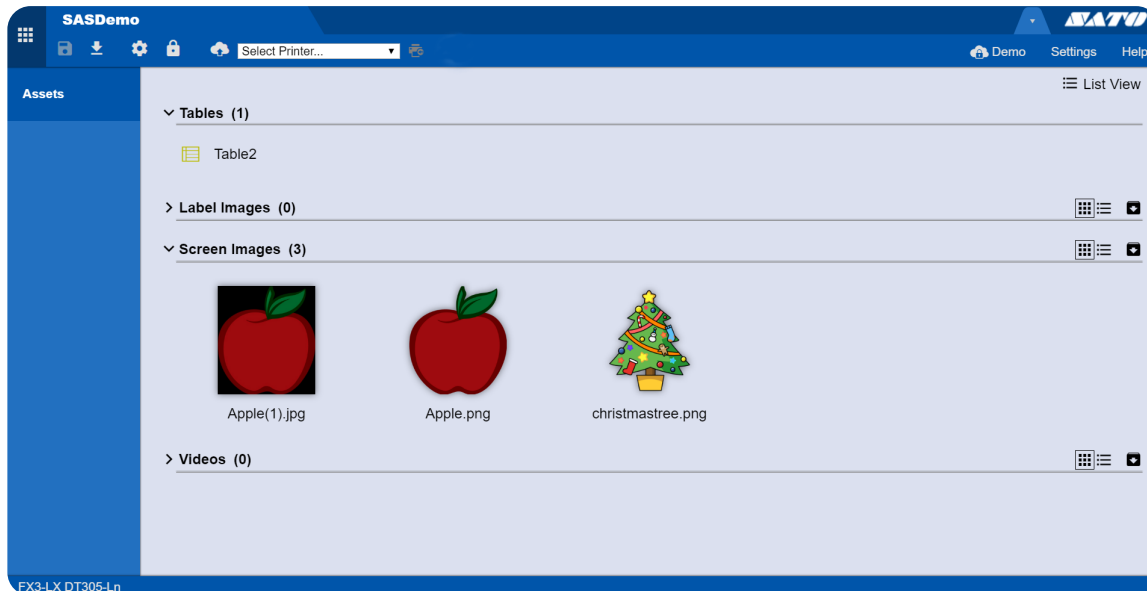 SASDemo
SATO
Select Printer...
Demo
Settings
Help
Assets
List View
Tables (1)
Table2
Label Images (0)
Screen Images (3)
Apple(1).jpg
Apple.png
christmastree.png
Videos (0)
FX3-LX DT305-Ln